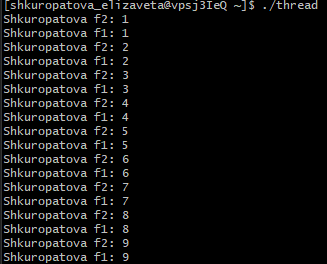 [shkuropatova_elizaveta@vpsj3IeQ ~]$ ./thread
Shkuropatova f2: 1
Shkuropatova f1: 1
Shkuropatova f2: 2
Shkuropatova f1: 2
Shkuropatova f2: 3
Shkuropatova f1: 3
Shkuropatova f2: 4
Shkuropatova f1: 4
Shkuropatova f2: 5
Shkuropatova f1: 5
Shkuropatova f2: 6
Shkuropatova f1: 6
Shkuropatova f2: 7
Shkuropatova f1: 7
Shkuropatova f2: 8
Shkuropatova f1: 8
Shkuropatova f2: 9
Shkuropatova f1: 9